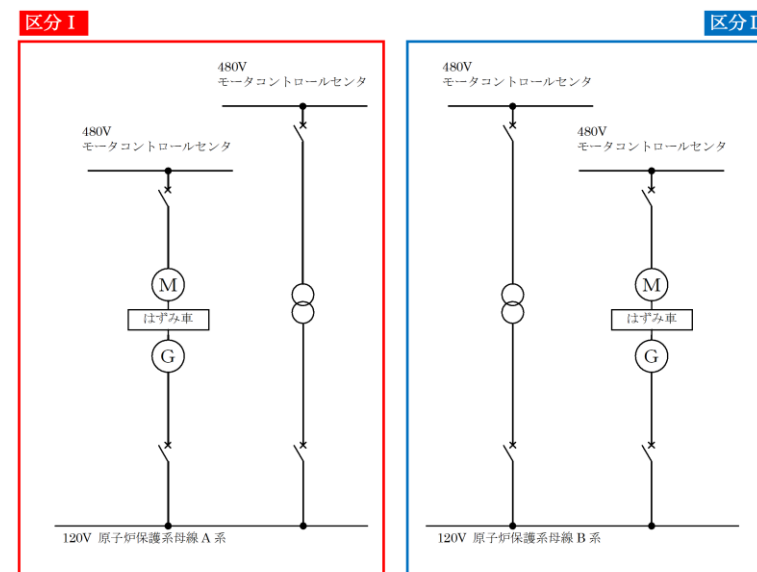 区分 I
区分 II
480V
モータコントロールセンタ
480V
モータコントロールセンタ
M
はずみ車
G
120V 原子炉保護系母線 A 系
480V
モータコントロールセンタ
480V
モータコントロールセンタ
M
はずみ車
G
120V 原子炉保護系母線 B 系